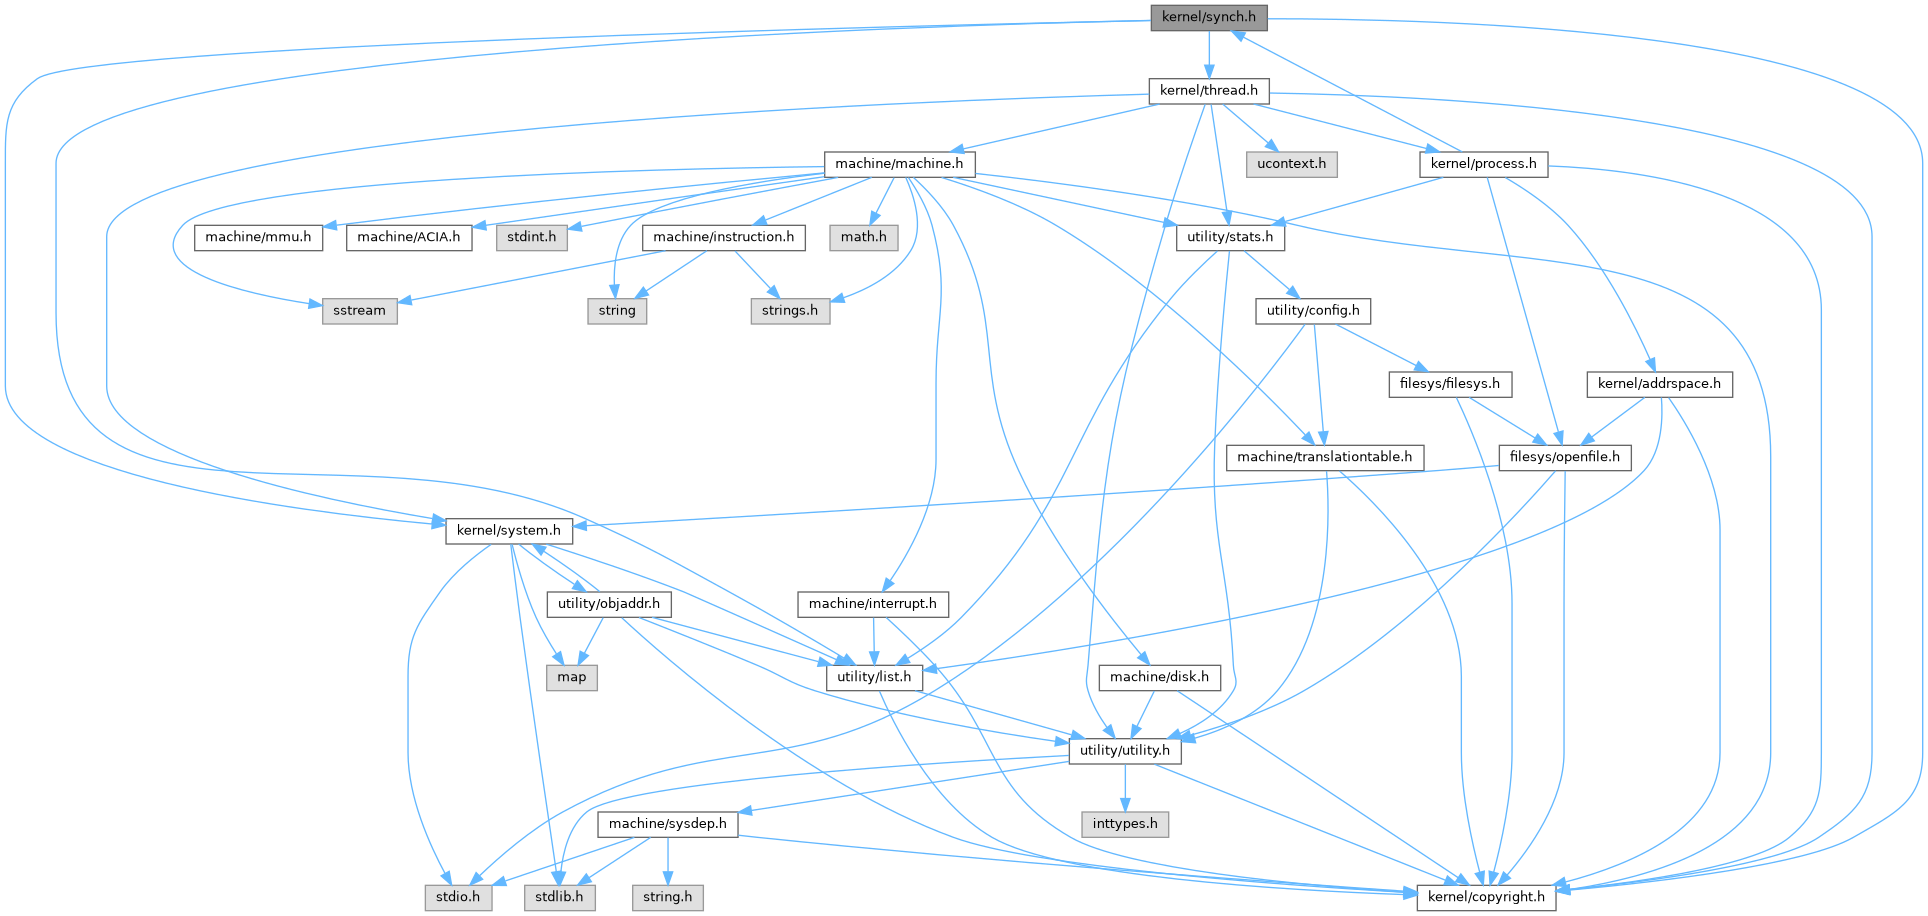 kernel/synch.h
kernel/thread.h
machine/machine.h
ucontext.h
kernel/process.h
machine/mmu.h
machine/ACIA.h
stdint.h
machine/instruction.h
math.h
utility/stats.h
sstream
string
strings.h
utility/config.h
filesys/filesys.h
kernel/addrspace.h
machine/translationtable.h
filesys/openfile.h
kernel/system.h
utility/objaddr.h
machine/interrupt.h
map
utility/list.h
machine/disk.h
utility/utility.h
machine/sysdep.h
inttypes.h
stdio.h
stdlib.h
string.h
kernel/copyright.h